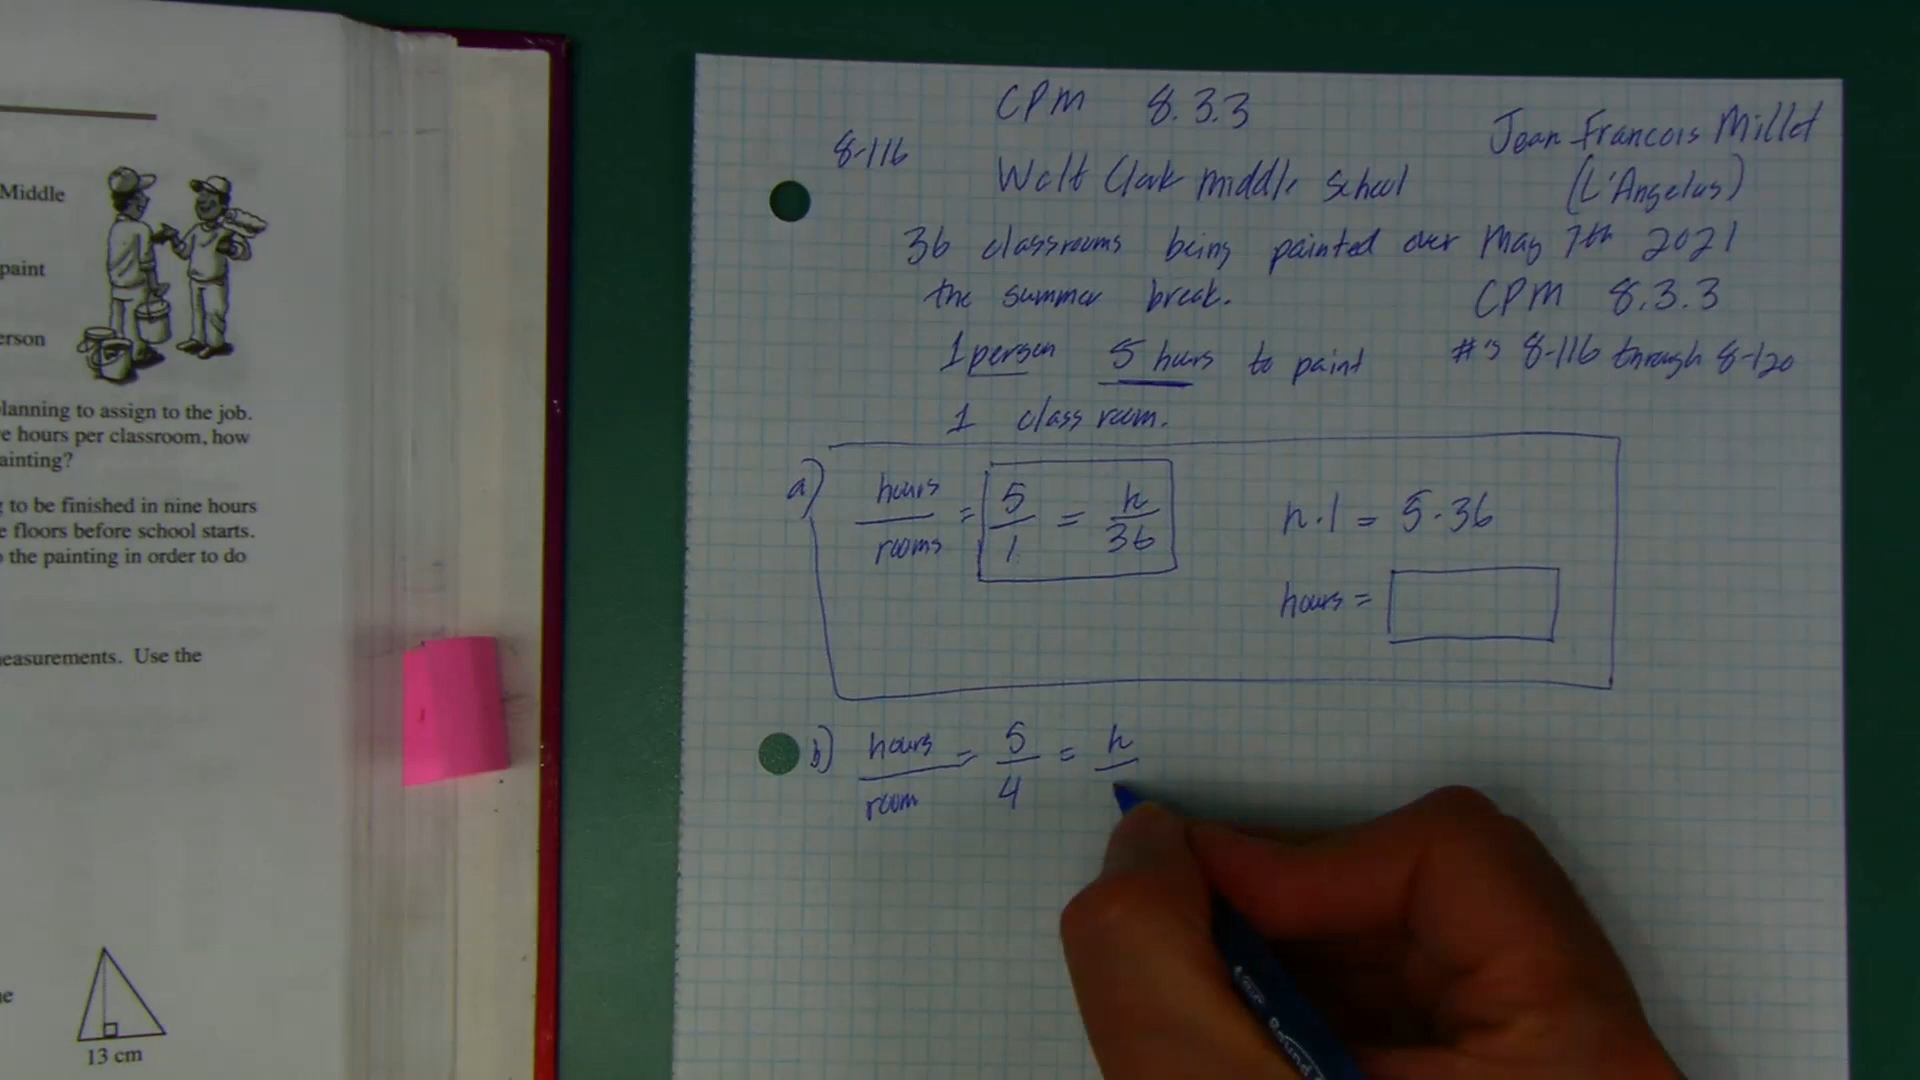 Middle
paint
erson
lanning to assign to the job.
e hours per classroom, how
ainting?
to be finished in nine hours
e floors before school starts.
the painting in order to do
easurements. Use the
13 cm
CPM 8.3.3
8-116
Walt Clark Middle School
36 classrooms being painted over
the summer break.
1 person 5 hours to paint
1 classroom.
Jean Francois Millet
(L'Angelus)
May 7th 2021
CPM 8.3.3
#'s 8-116 through 8-120
a) hours/rooms = 5/1 = h/36
h·1 = 5·36
hours =
b) hours/room = 5/4 = h/